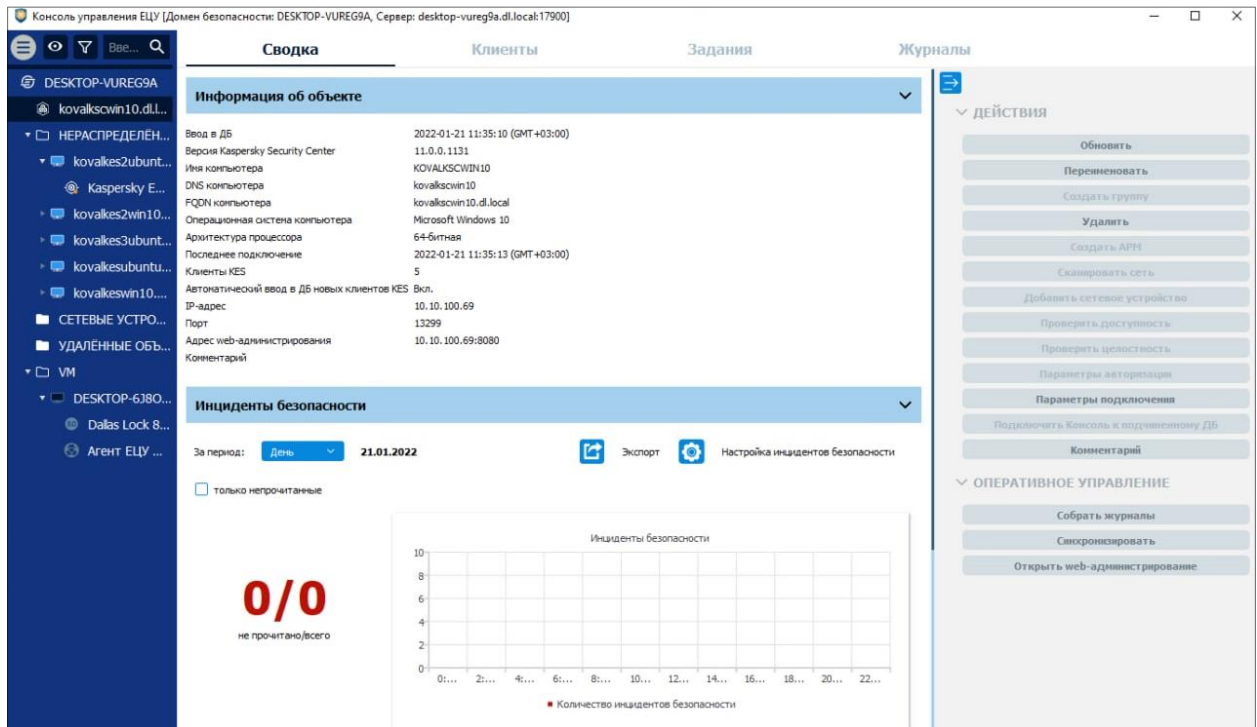 Консоль управления ЕЦУ [Домен безопасности: DESKTOP-VUREG9A, Сервер: desktop-vureg9a.dl.local:17900]
Вве...
Сводка Клиенты Задания Журналы
DESKTOP-VUREG9A
kovalkscwin10.dl.l...
НЕРАСПРЕДЕЛЁН...
kovalkes2ubunt...
Kaspersky E...
kovalkes2win10...
kovalkes3ubunt...
kovalkesubuntu...
kovalkeswin10....
СЕТЕВЫЕ УСТРО...
УДАЛЁННЫЕ ОБЪ...
VM
DESKTOP-6J8O...
Dallas Lock 8...
Агент ЕЦУ ...
Информация об объекте
Ввод в ДБ 2022-01-21 11:35:10 (GMT+03:00)
Версия Kaspersky Security Center 11.0.0.1131
Имя компьютера KOVALKSCWIN10
DNS компьютера kovalkscwin10
FQDN компьютера kovalkscwin10.dl.local
Операционная система компьютера Microsoft Windows 10
Архитектура процессора 64-битная
Последнее подключение 2022-01-21 11:35:13 (GMT+03:00)
Клиенты KES 5
Автоматический ввод в ДБ новых клиентов KES Вкл.
IP-адрес 10.10.100.69
Порт 13299
Адрес web-администрирования 10.10.100.69:8080
Комментарий
Инциденты безопасности
За период: День 21.01.2022 Экспорт Настройка инцидентов безопасности
только непрочитанные
0/0
не прочитано/всего
Инциденты безопасности
10
8
6
4
2
0
0:... 2:... 4:... 6:... 8:... 10... 12... 14... 16... 18... 20... 22...
Количество инцидентов безопасности
ДЕЙСТВИЯ
Обновить
Переименовать
Создать группу
Удалить
Создать АРМ
Сканировать сеть
Добавить сетевое устройство
Проверить доступность
Проверить целостность
Параметры авторизации
Параметры подключения
Подключить Консоль к подчиненному ДБ
Комментарий
ОПЕРАТИВНОЕ УПРАВЛЕНИЕ
Собрать журналы
Синхронизировать
Открыть web-администрирование